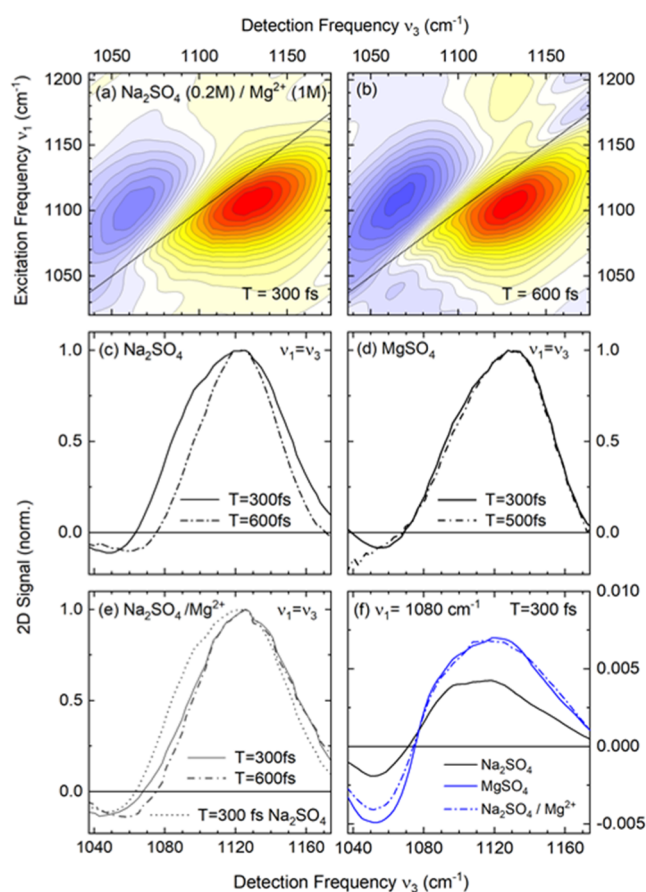 Detection Frequency ν₃ (cm⁻¹)
1050 1100 1150 1050 1100 1150
Excitation Frequency ν₁ (cm⁻¹)
1200
1150
1100
1050
(a) Na₂SO₄ (0.2M) / Mg²⁺ (1M)
T = 300 fs
(b)
T = 600 fs
1200
1150
1100
1050
2D Signal (norm.)
1.0
0.5
0.0
(c) Na₂SO₄
ν₁=ν₃
T=300fs
T=600fs
(d) MgSO₄
ν₁=ν₃
T=300fs
T=500fs
1.0
0.5
0.0
1.0
0.5
0.0
(e) Na₂SO₄ /Mg²⁺
ν₁=ν₃
T=300fs
T=600fs
T=300 fs Na₂SO₄
(f) ν₁= 1080 cm⁻¹ T=300 fs
Na₂SO₄
MgSO₄
Na₂SO₄ / Mg²⁺
0.010
0.005
0.000
-0.005
1040 1080 1120 1160 1040 1080 1120 1160
Detection Frequency ν₃ (cm⁻¹)